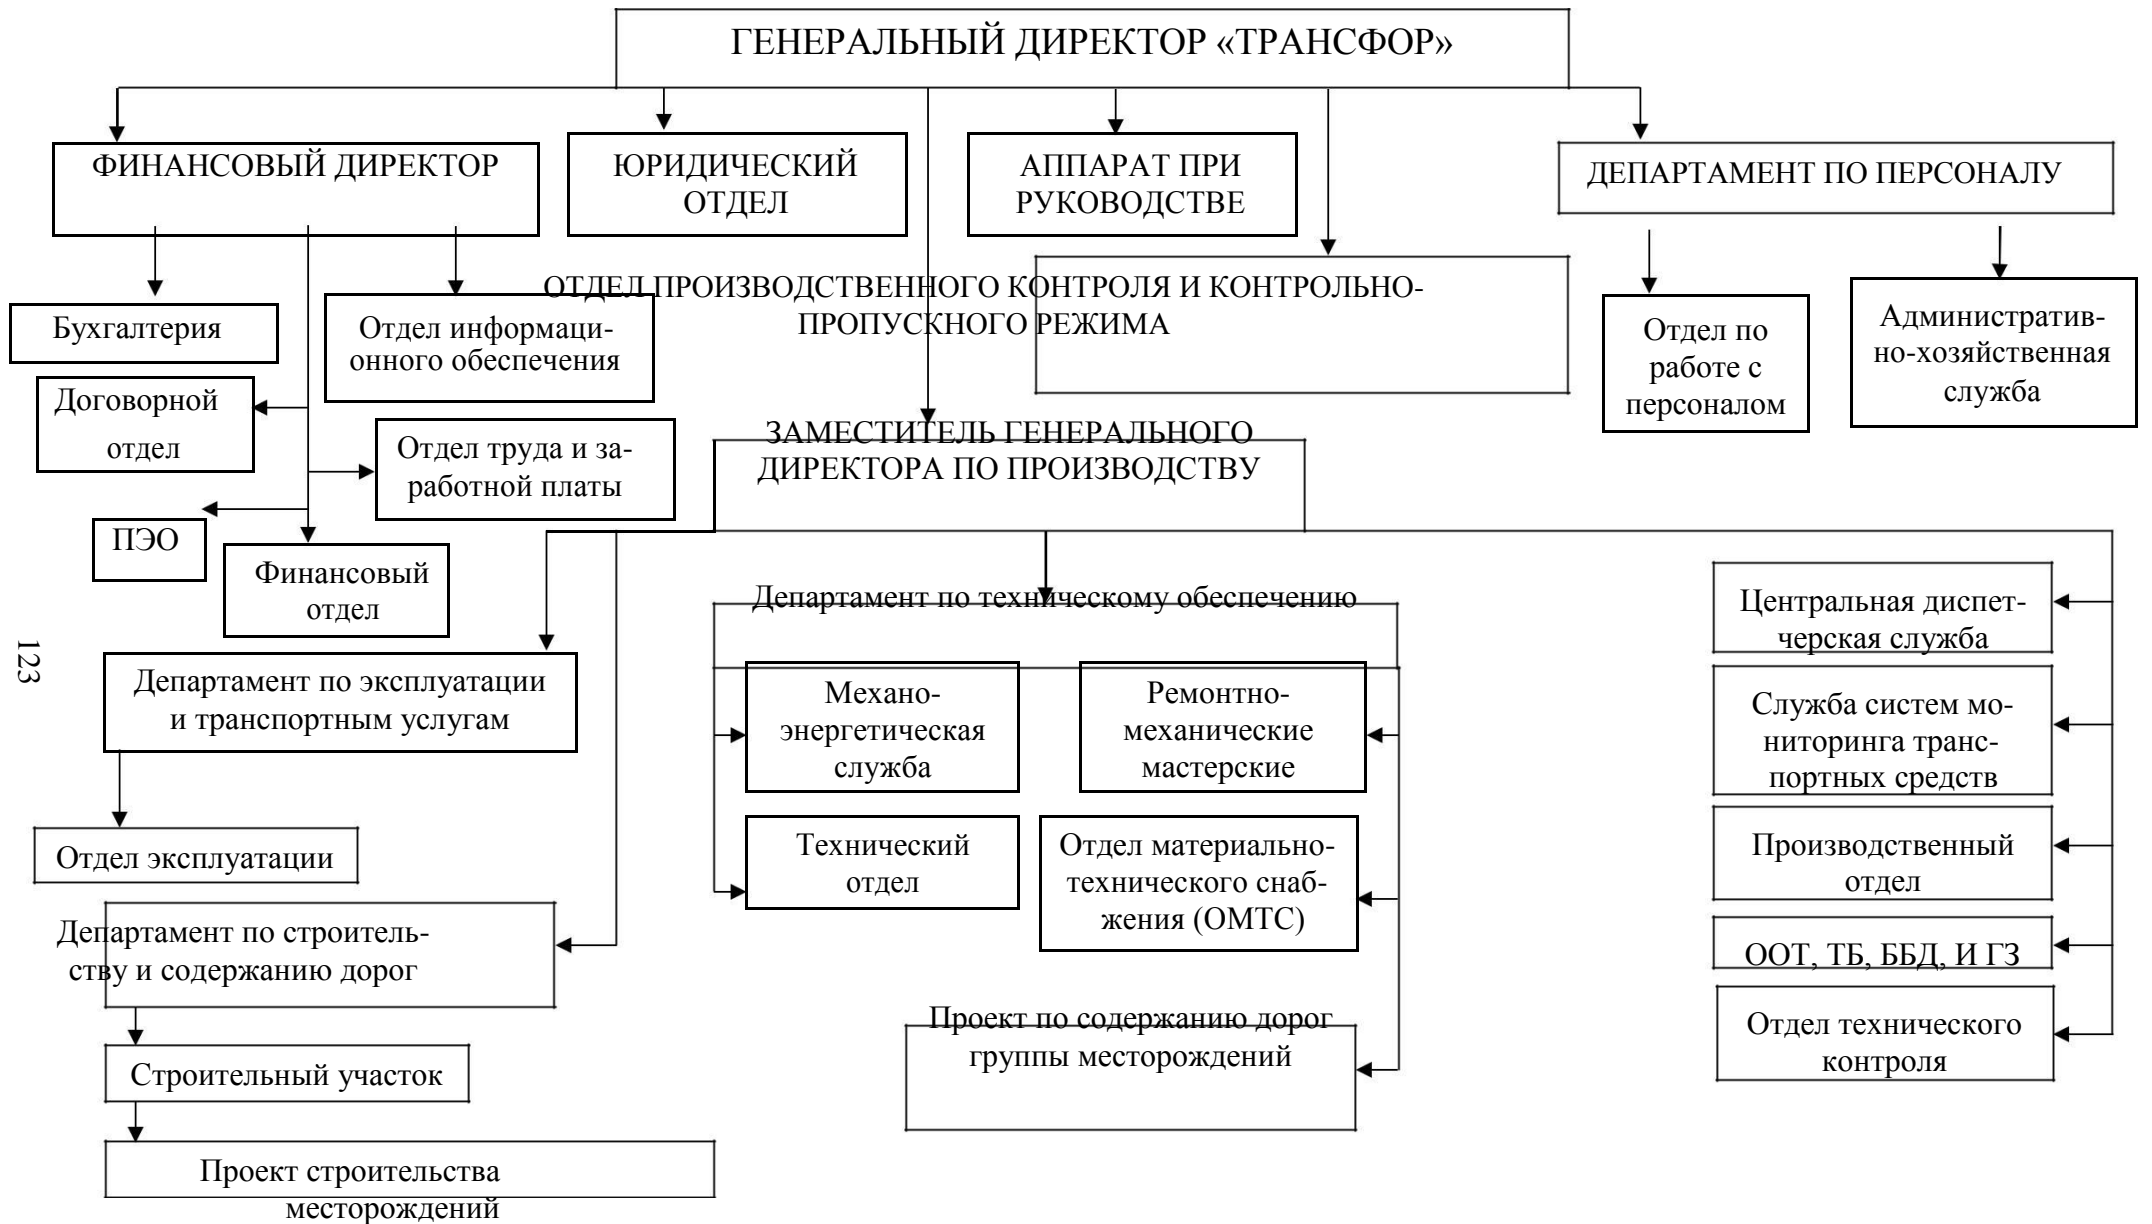 ГЕНЕРАЛЬНЫЙ ДИРЕКТОР «ТРАНСФОР»
ФИНАНСОВЫЙ ДИРЕКТОР
ЮРИДИЧЕСКИЙ
ОТДЕЛ
АППАРАТ ПРИ
РУКОВОДСТВЕ
ДЕПАРТАМЕНТ ПО ПЕРСОНАЛУ
ОТДЕЛ ПРОИЗВОДСТВЕННОГО КОНТРОЛЯ И КОНТРОЛЬНО-
ПРОПУСКНОГО РЕЖИМА
Бухгалтерия
Отдел информаци-
онного обеспечения
Отдел по
работе с
персоналом
Административ-
но-хозяйственная
служба
Договорной
отдел
Отдел труда и за-
работной платы
ЗАМЕСТИТЕЛЬ ГЕНЕРАЛЬНОГО
ДИРЕКТОРА ПО ПРОИЗВОДСТВУ
ПЭО
Финансовый
отдел
Департамент по техническому обеспечению
Центральная диспет-
черская служба
123
Департамент по эксплуатации
и транспортным услугам
Механо-
энергетическая
служба
Ремонтно-
механические
мастерские
Служба систем мо-
ниторинга транс-
портных средств
Отдел эксплуатации
Технический
отдел
Отдел материально-
технического снаб-
жения (ОМТС)
Производственный
отдел
Департамент по строитель-
ству и содержанию дорог
ООТ, ТБ, ББД, И ГЗ
Проект по содержанию дорог
группы месторождений
Отдел технического
контроля
Строительный участок
Проект строительства
месторождений